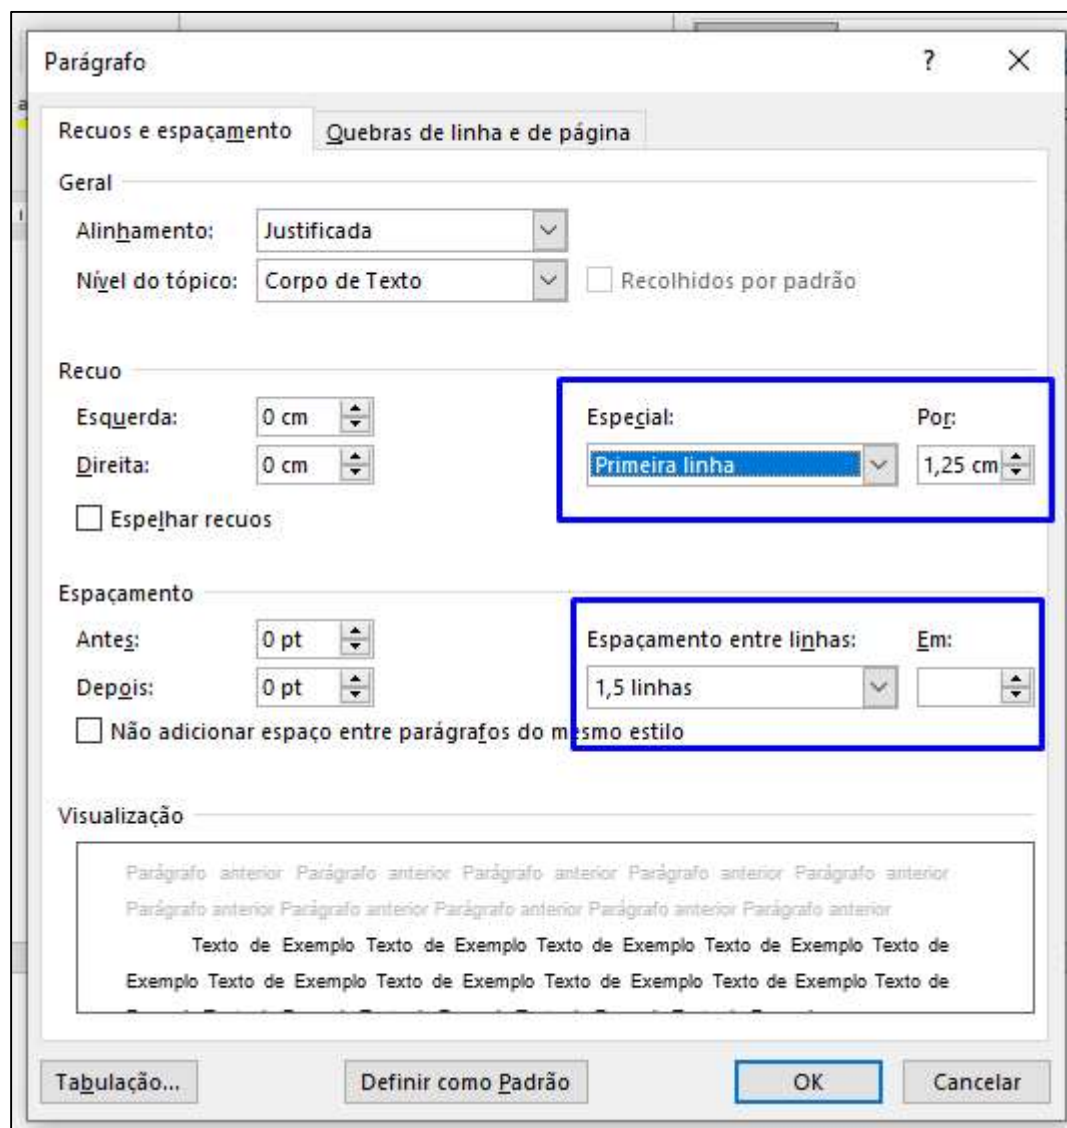 Parágrafo ?
Recuos e espaçamento Quebras de linha e de página
Geral
Alinhamento: Justificada
Nível do tópico: Corpo de Texto Recolhidos por padrão
Recuo
Esquerda: 0 cm Especial: Por:
Direita: 0 cm Primeira linha 1,25 cm
Espelhar recuos
Espaçamento
Antes: 0 pt Espaçamento entre linhas: Em:
Depois: 0 pt 1,5 linhas
Não adicionar espaço entre parágrafos do mesmo estilo
Visualização
Parágrafo anterior Parágrafo anterior Parágrafo anterior Parágrafo anterior Parágrafo anterior
Parágrafo anterior Parágrafo anterior Parágrafo anterior Parágrafo anterior Parágrafo anterior
Texto de Exemplo Texto de Exemplo Texto de Exemplo Texto de Exemplo Texto de
Exemplo Texto de Exemplo Texto de Exemplo Texto de Exemplo Texto de Exemplo Texto de
Tabulação... Definir como Padrão OK Cancelar